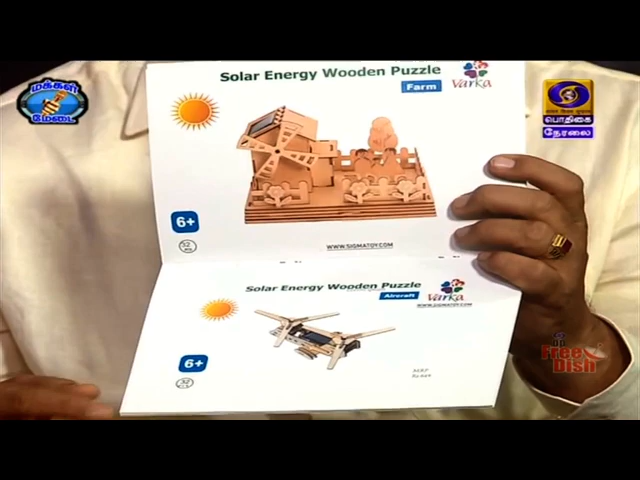 மக்கள்
மேடை
Solar Energy Wooden Puzzle
Farm
Varka
பொதிகை
நேரலை
6+
32
WWW.SIGMATOY.COM
Solar Energy Wooden Puzzle
Aircraft
Varka
WWW.SIGMATOY.COM
6+
DD
Free
Dish